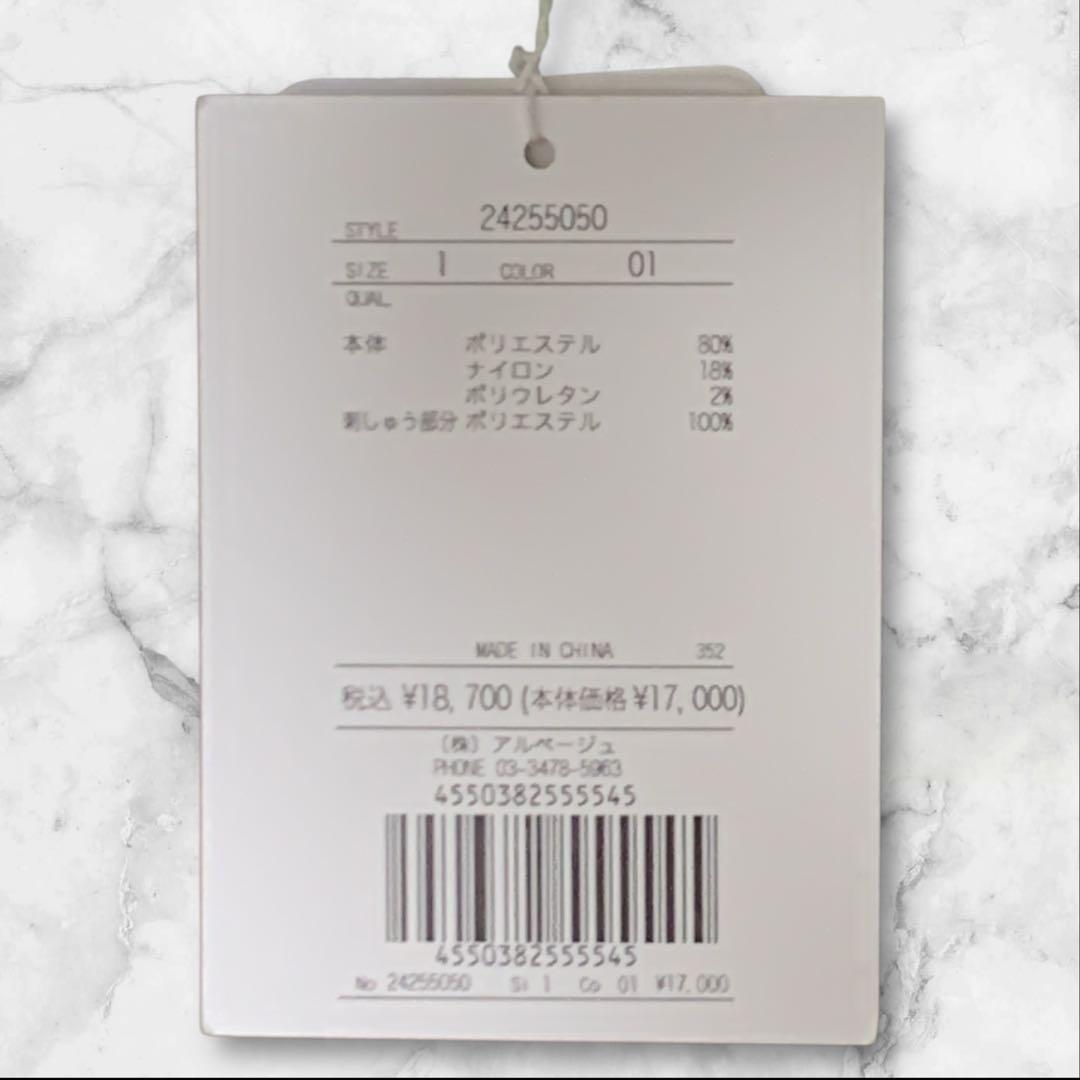 STYLE 24255050
SIZE 1 COLOR 01
QUAL
本体 ポリエステル 80%
ナイロン 18%
ポリウレタン 2%
刺しゅう部分 ポリエステル 100%
MADE IN CHINA 352
税込 ¥18,700 (本体価格 ¥17,000)
(株) アルページュ
PHONE 03-3478-5963
4550382555545
4550382555545
No 24255050 Si 1 Co 01 ¥17,000